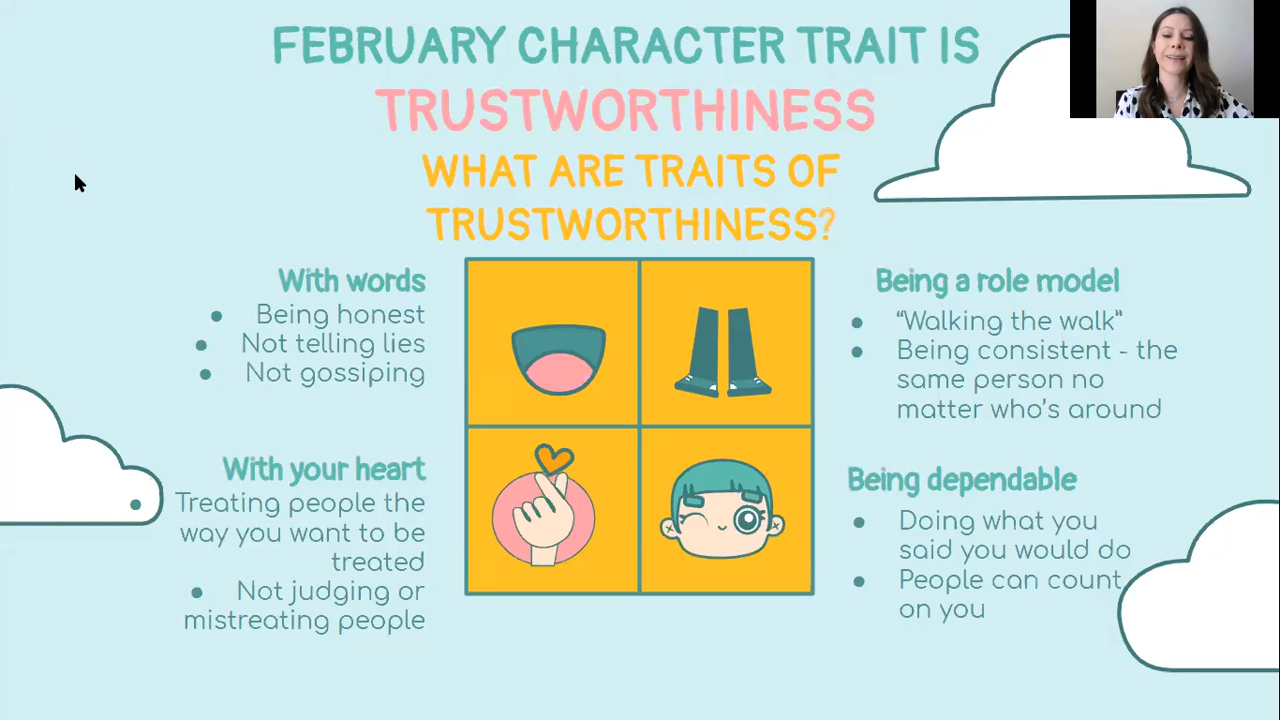 FEBRUARY CHARACTER TRAIT IS
TRUSTWORTHINESS
WHAT ARE TRAITS OF
TRUSTWORTHINESS?
With words
● Being honest
● Not telling lies
● Not gossiping
With your heart
● Treating people the
way you want to be
treated
● Not judging or
mistreating people
Being a role model
● “Walking the walk”
● Being consistent - the
same person no
matter who’s around
Being dependable
● Doing what you
said you would do
● People can count
on you